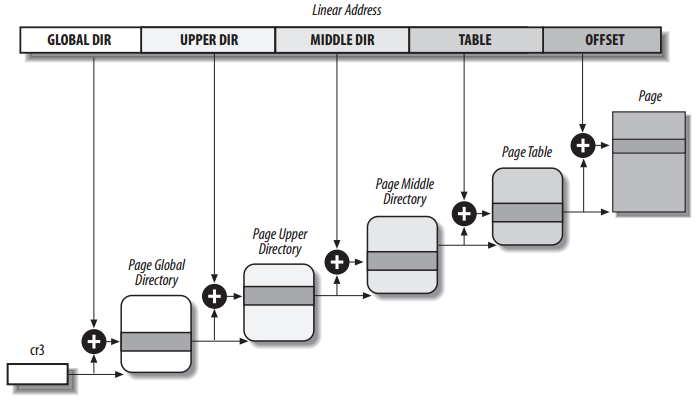 Linear Address
GLOBAL DIR
UPPER DIR
MIDDLE DIR
TABLE
OFFSET
Page
Page Table
Page Middle
Directory
Page Upper
Directory
Page Global
Directory
cr3
+
+
+
+
+